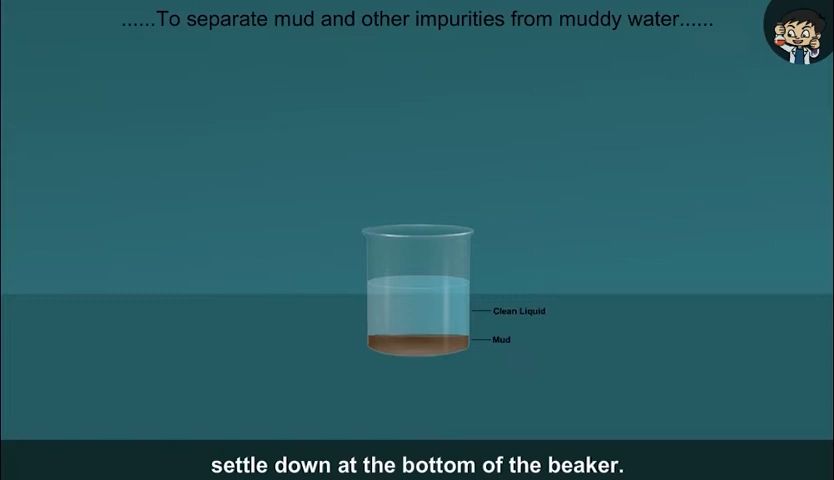 ......To separate mud and other impurities from muddy water......
Clean Liquid
Mud
settle down at the bottom of the beaker.